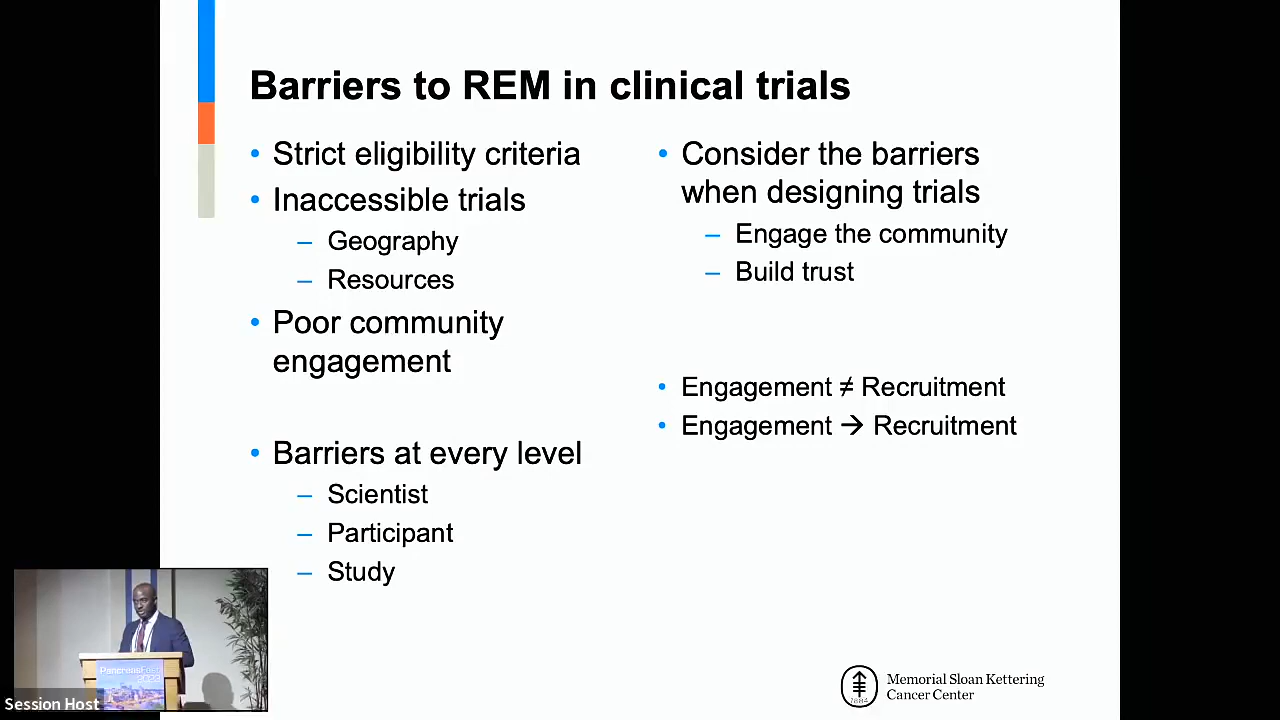 Barriers to REM in clinical trials
• Strict eligibility criteria
• Inaccessible trials
– Geography
– Resources
• Poor community
engagement
• Barriers at every level
– Scientist
– Participant
– Study
• Consider the barriers
when designing trials
– Engage the community
– Build trust
• Engagement ≠ Recruitment
• Engagement → Recruitment
PancreasFest
Session Host
1884
Memorial Sloan Kettering
Cancer Center